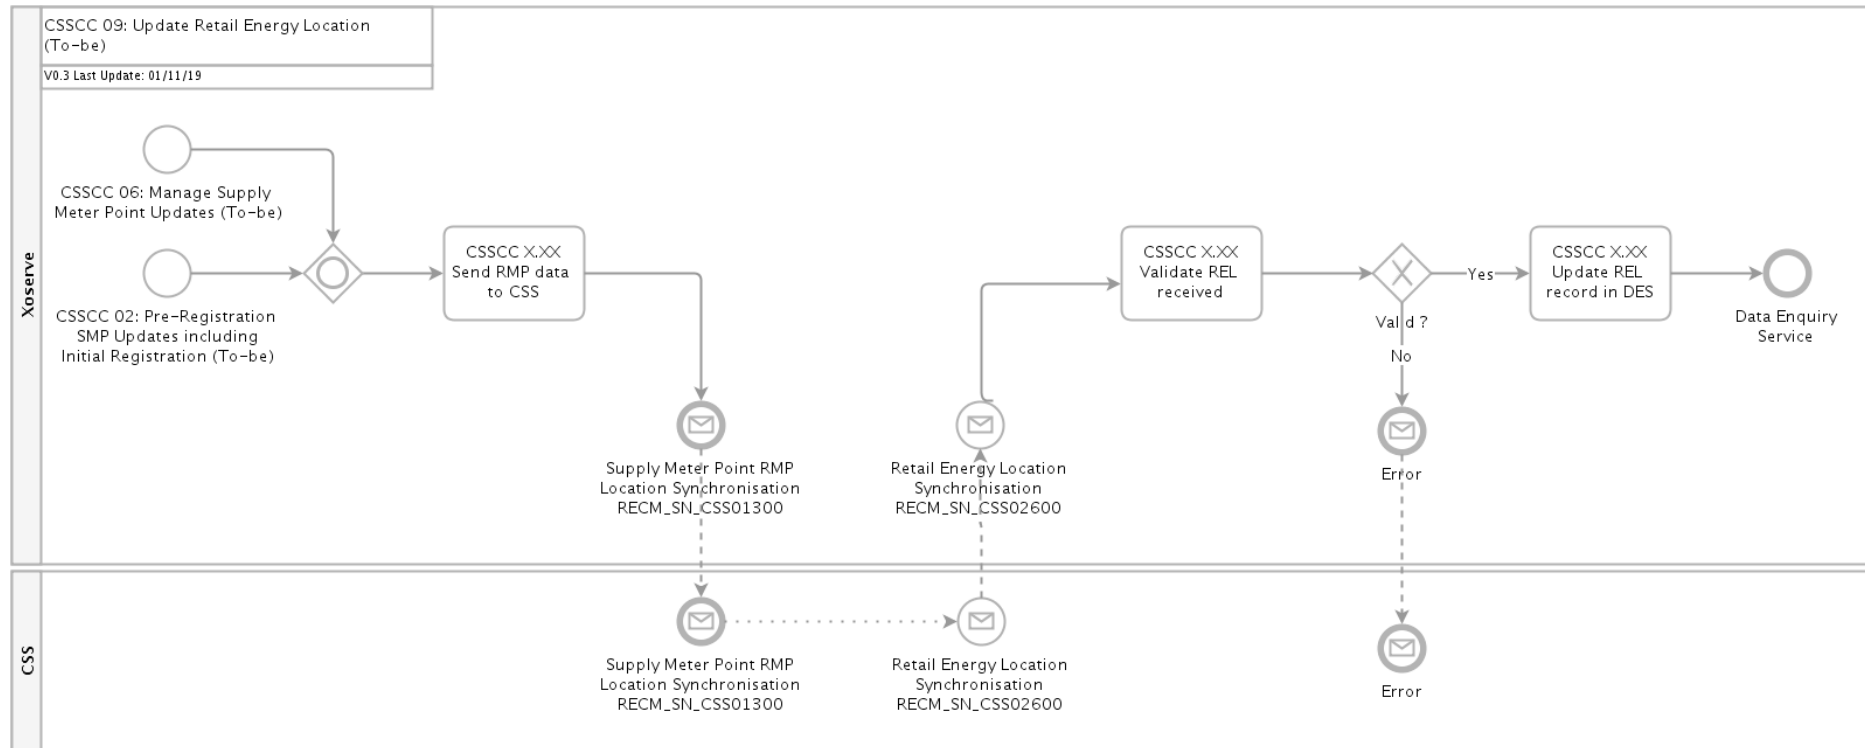 CSSCC 09: Update Retail Energy Location
(To-be)
V0.3 Last Update: 01/11/19
Xoserve
CSSCC 06: Manage Supply
Meter Point Updates (To-be)
CSSCC 02: Pre-Registration
SMP Updates including
Initial Registration (To-be)
CSSCC X.XX
Send RMP data
to CSS
Supply Meter Point RMP
Location Synchronisation
RECM_SN_CSS01300
Retail Energy Location
Synchronisation
RECM_SN_CSS02600
CSSCC X.XX
Validate REL
received
Valid ?
Yes
No
Error
CSSCC X.XX
Update REL
record in DES
Data Enquiry
Service
CSS
Supply Meter Point RMP
Location Synchronisation
RECM_SN_CSS01300
Retail Energy Location
Synchronisation
RECM_SN_CSS02600
Error